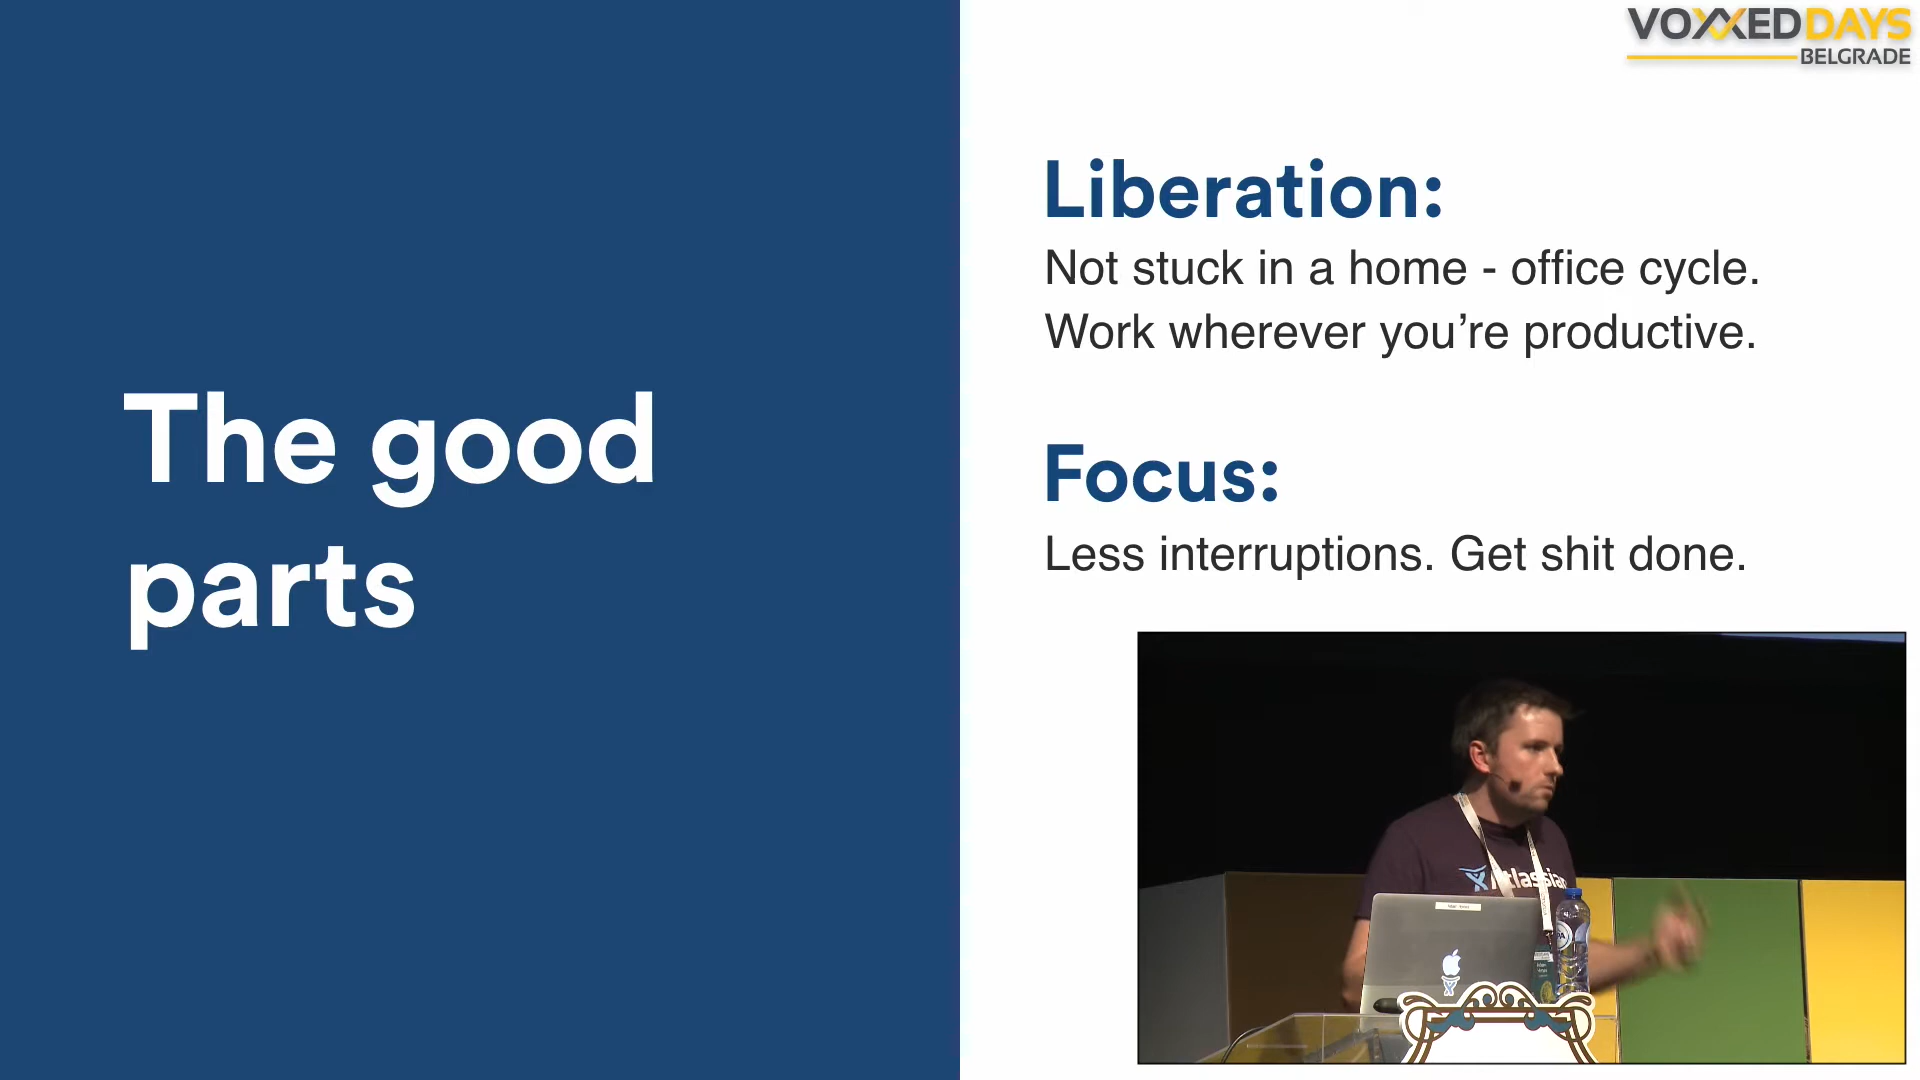 VOXXED DAYS
BELGRADE
The good
parts
Liberation:
Not stuck in a home - office cycle.
Work wherever you’re productive.
Focus:
Less interruptions. Get shit done.
Atlassian